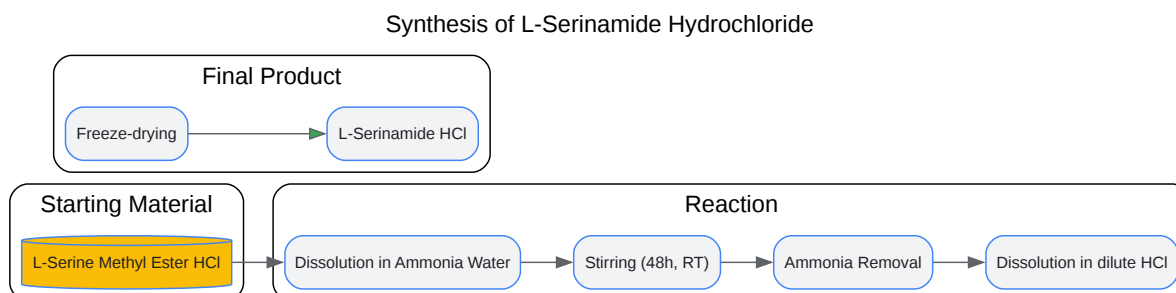 Synthesis of L-Serinamide Hydrochloride
Final Product
Freeze-drying
L-Serinamide HCl
Starting Material
L-Serine Methyl Ester HCl
Reaction
Dissolution in Ammonia Water
Stirring (48h, RT)
Ammonia Removal
Dissolution in dilute HCl